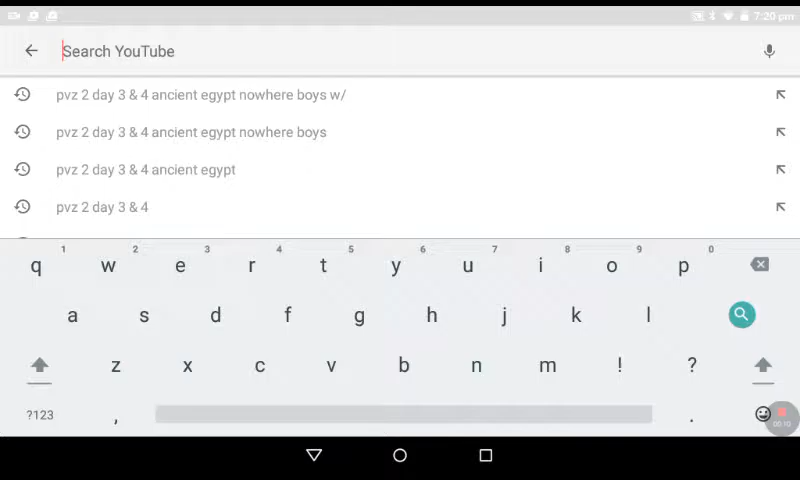 7:20 pm
Search YouTube
pvz 2 day 3 & 4 ancient egypt nowhere boys w/
pvz 2 day 3 & 4 ancient egypt nowhere boys
pvz 2 day 3 & 4 ancient egypt
pvz 2 day 3 & 4
1 2 3 4 5 6 7 8 9 0
q w e r t y u i o p
a s d f g h j k l
z x c v b n m ! ?
?123 , .
00:10